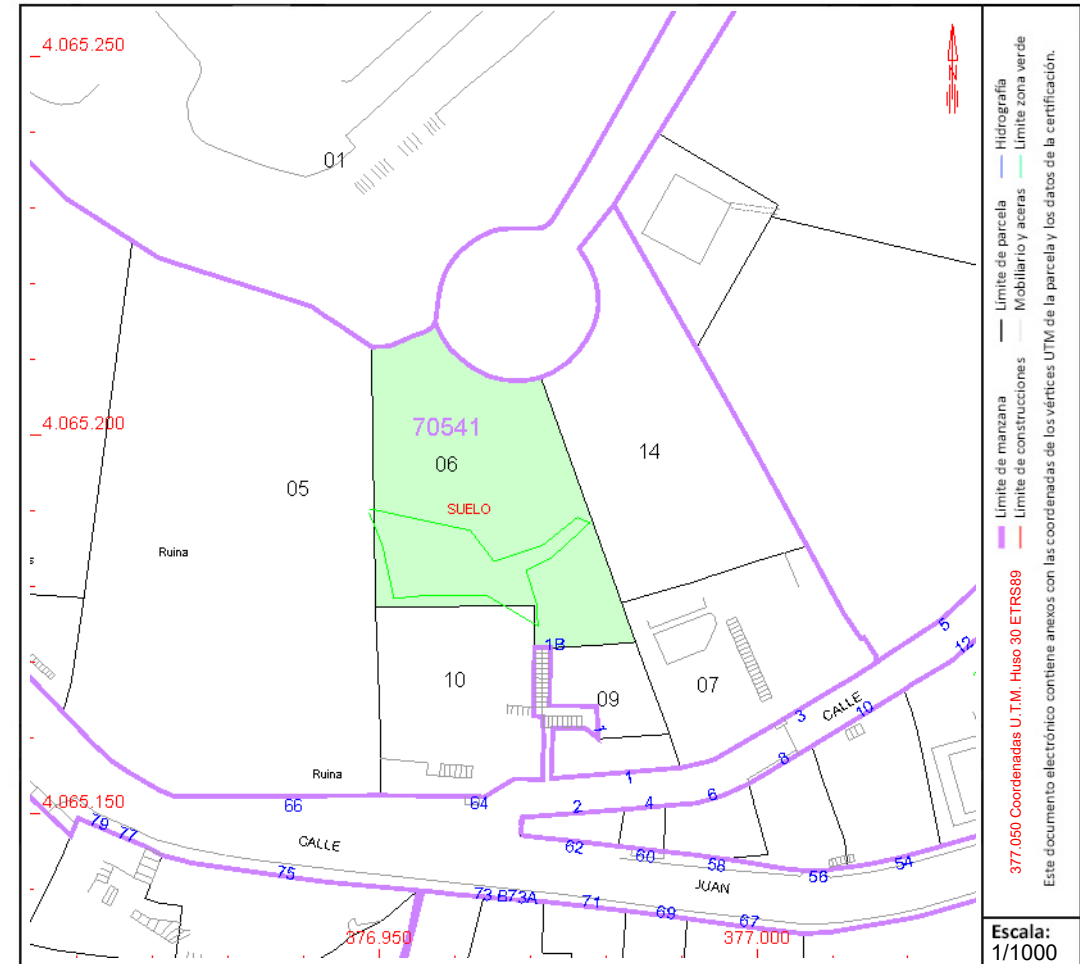 4.065.250
01
4.065.200
70541
06
SUELO
14
05
Ruina
s
1B
10
09
07
1
5
12
CALLE
3
10
8
Ruina
1
6
4
2
66
64
4.065.150
79
77
CALLE
62
60
58
56
54
JUAN
75
73 B73A
71
69
67
376.950
377.000
N
Límite de manzana
Límite de parcela
Hidrografía
Límite de construcciones
Mobiliario y aceras
Límite zona verde
377.050 Coordenadas U.T.M. Huso 30 ETRS89
Este documento electrónico contiene anexos con las coordenadas de los vértices UTM de la parcela y los datos de la certificación.
Escala:
1/1000